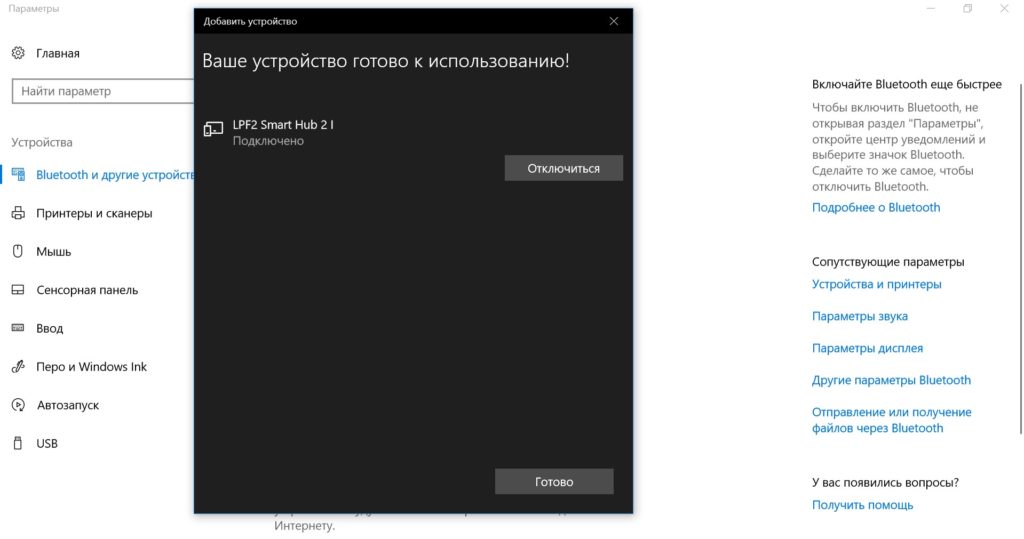 Параметры
Главная
Найти параметр
Устройства
Bluetooth и другие устройств
Принтеры и сканеры
Мышь
Сенсорная панель
Ввод
Перо и Windows Ink
Автозапуск
USB
Добавить устройство
Ваше устройство готово к использованию!
LPF2 Smart Hub 2 I
Подключено
Отключиться
Готово
Интернету.
Включайте Bluetooth еще быстрее
Чтобы включить Bluetooth, не
открывая раздел "Параметры",
откройте центр уведомлений и
выберите значок Bluetooth.
Сделайте то же самое, чтобы
отключить Bluetooth.
Подробнее о Bluetooth
Сопутствующие параметры
Устройства и принтеры
Параметры звука
Параметры дисплея
Другие параметры Bluetooth
Отправление или получение
файлов через Bluetooth
У вас появились вопросы?
Получить помощь